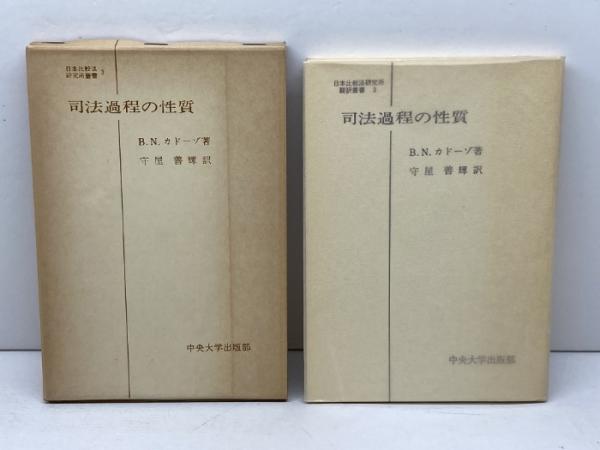 日本比較法
研究所叢書 3
司法過程の性質
B.N.カドーゾ著
守屋善輝訳
中央大学出版部
日本比較法研究所
翻訳叢書 3
司法過程の性質
B.N.カドーゾ著
守屋善輝訳
中央大学出版部